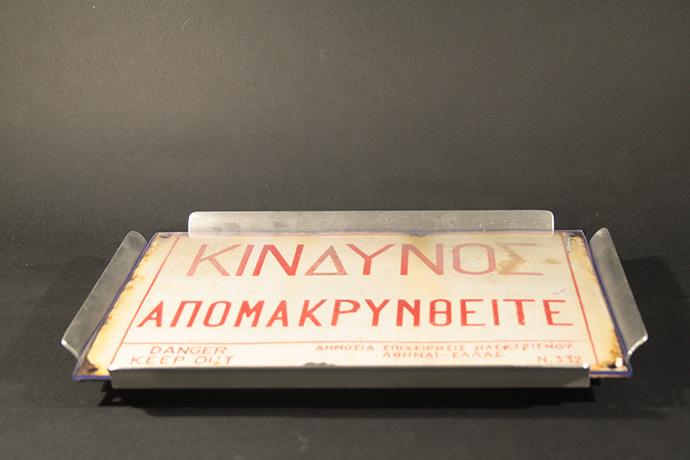 ΚΙΝΔΥΝΟΣ
ΑΠΟΜΑΚΡΥΝΘΕΙΤΕ
DANGER
KEEP OUT
ΔΗΜΟΣΙΑ ΕΠΙΧΕΙΡΗΣΙΣ ΗΛΕΚΤΡΙΣΜΟΥ
ΑΘΗΝΑΙ - ΕΛΛΑΣ
N. 332